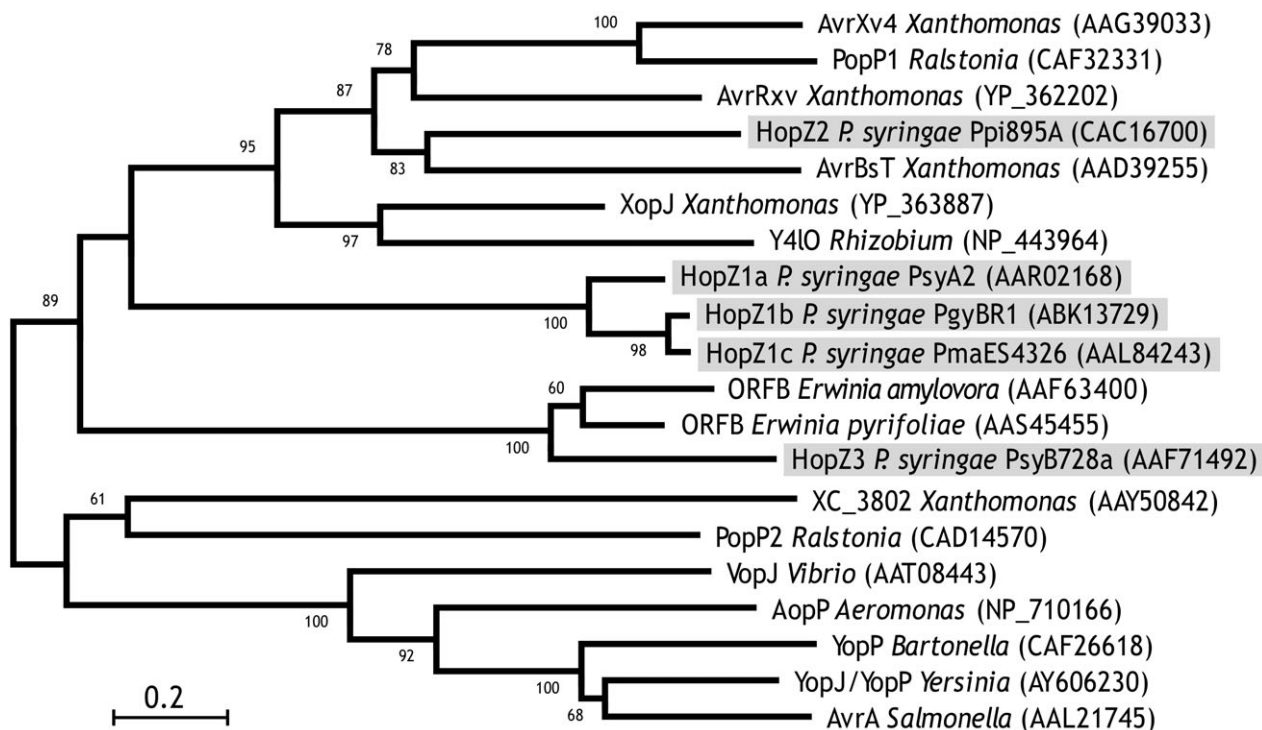 100
AvrXv4 Xanthomonas (AAG39033)
PopP1 Ralstonia (CAF32331)
78
AvrRxv Xanthomonas (YP_362202)
87
HopZ2 P. syringae Ppi895A (CAC16700)
95
83
AvrBsT Xanthomonas (AAD39255)
XopJ Xanthomonas (YP_363887)
97
Y4lO Rhizobium (NP_443964)
HopZ1a P. syringae PsyA2 (AAR02168)
89
100
HopZ1b P. syringae PgyBR1 (ABK13729)
98
HopZ1c P. syringae PmaES4326 (AAL84243)
60
ORFB Erwinia amylovora (AAF63400)
ORFB Erwinia pyrifoliae (AAS45455)
100
HopZ3 P. syringae PsyB728a (AAF71492)
61
XC_3802 Xanthomonas (AAY50842)
PopP2 Ralstonia (CAD14570)
VopJ Vibrio (AAT08443)
100
AopP Aeromonas (NP_710166)
92
YopP Bartonella (CAF26618)
100
YopJ/YopP Yersinia (AY606230)
68
AvrA Salmonella (AAL21745)
0.2